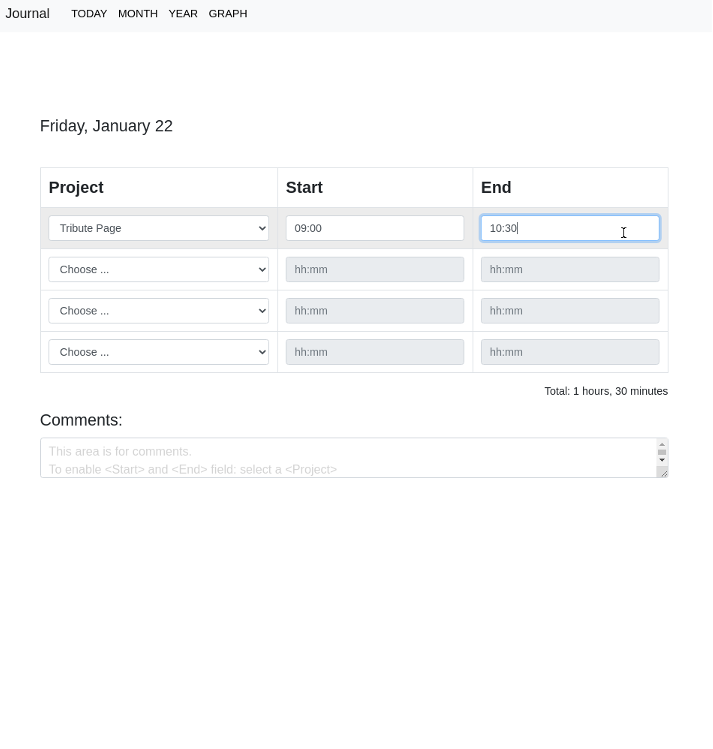 Journal TODAY MONTH YEAR GRAPH
Friday, January 22
Project Start End
Tribute Page 09:00 10:30
Choose ... hh:mm hh:mm
Choose ... hh:mm hh:mm
Choose ... hh:mm hh:mm
Total: 1 hours, 30 minutes
Comments:
This area is for comments.
To enable <Start> and <End> field: select a <Project>